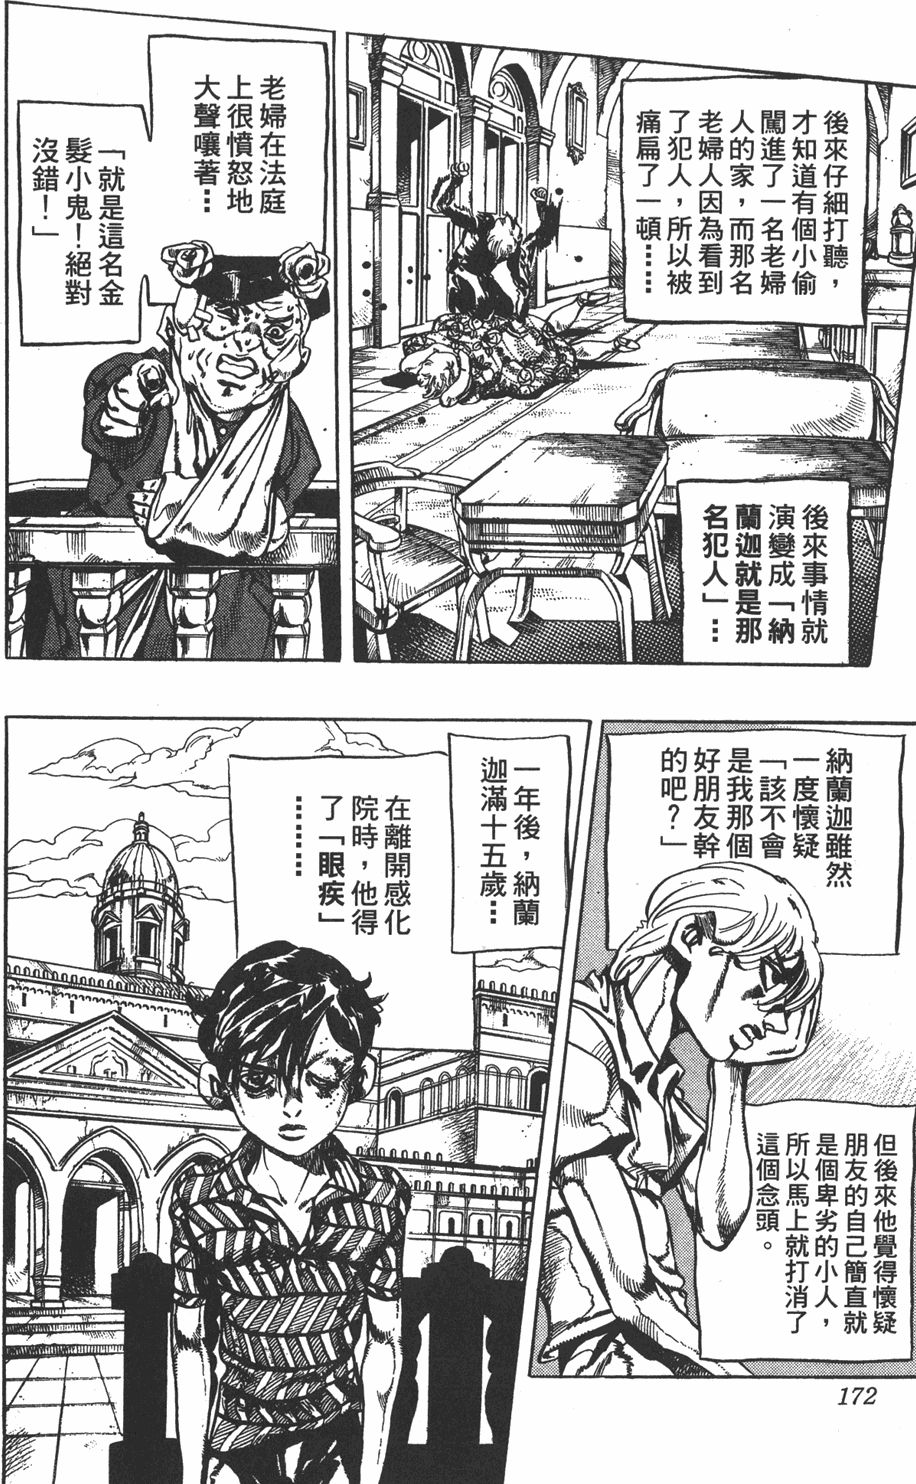 後來仔細打聽，
才知道有個小偷
闖進了一名老婦
人的家，而那名
老婦人因為看到
了犯人，所以被
痛扁了一頓……
後來事情就
演變成「納
蘭迦就是那
名犯人」…
老婦在法庭
上很憤怒地
大聲嚷著…
「就是這名金
髮小鬼！絕對
沒錯！」
納蘭迦雖然
一度懷疑
「該不會
是我那個
好朋友幹
的吧？」
但後來他覺得懷疑
朋友的自己簡直就
是個卑劣的小人，
所以馬上就打消了
這個念頭。
一年後，納蘭
迦滿十五歲…
在離開感化
院時，他得
了「眼疾」
………
172